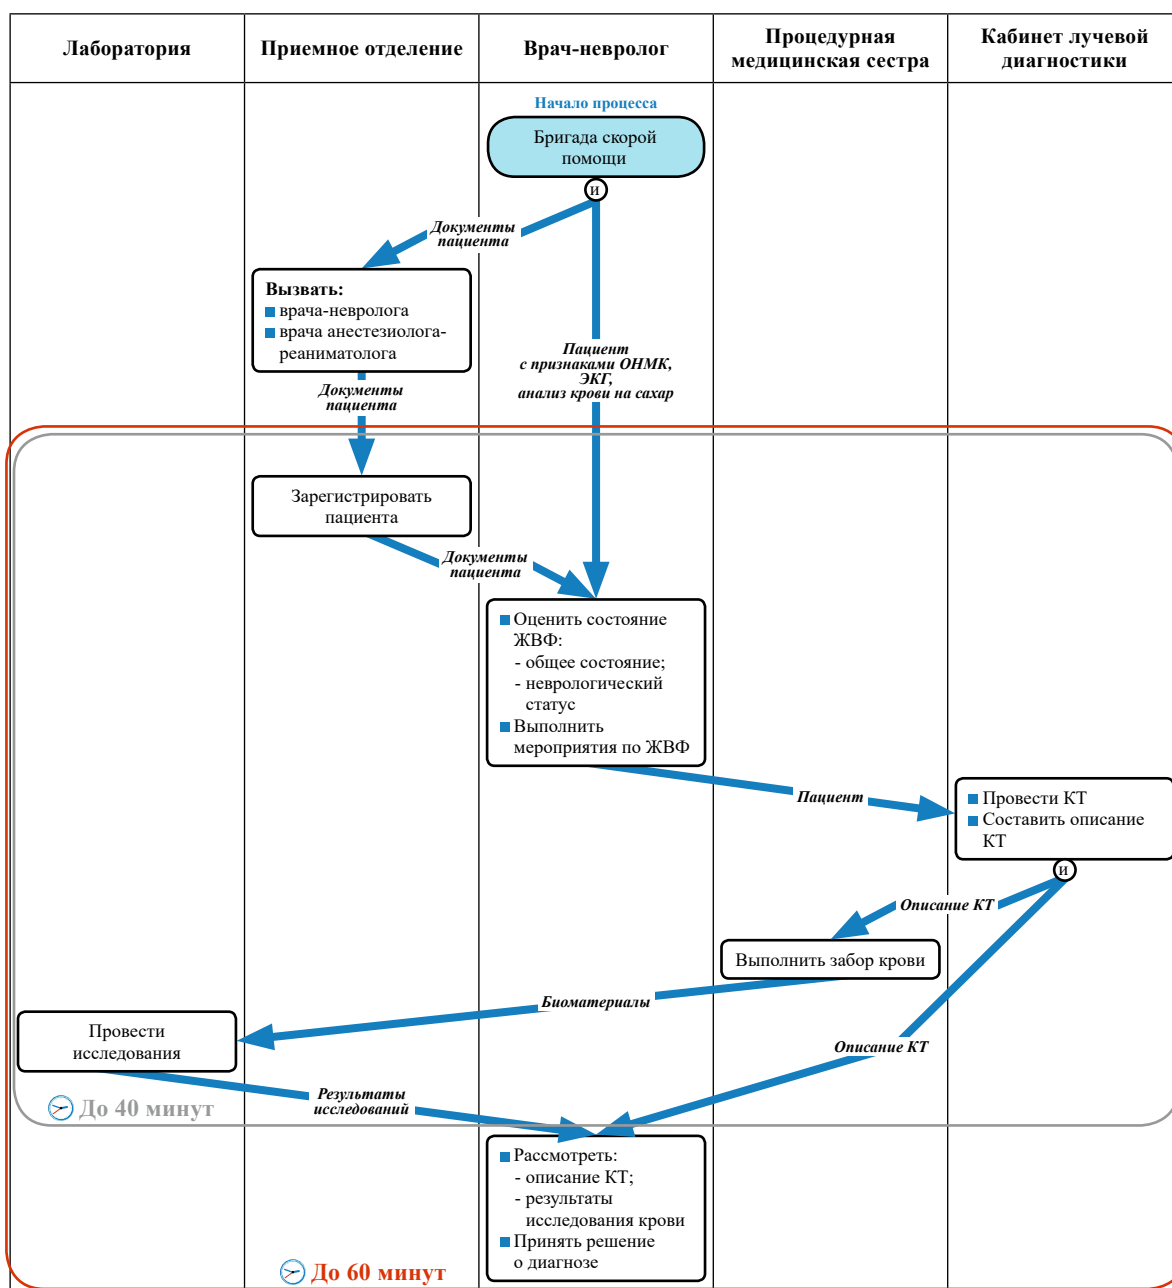 Лаборатория
Приемное отделение
Врач-невролог
Процедурная
медицинская сестра
Кабинет лучевой
диагностики
Начало процесса
Бригада скорой
помощи
и
Документы
пациента
Вызвать:
врача-невролога
врача анестезиолога-
реаниматолога
Пациент
с признаками ОНМК,
ЭКГ,
анализ крови на сахар
Документы
пациента
Зарегистрировать
пациента
Документы
пациента
Оценить состояние
ЖВФ:
- общее состояние;
- неврологический
статус
Выполнить
мероприятия по ЖВФ
Пациент
Провести КТ
Составить описание
КТ
и
Описание КТ
Выполнить забор крови
Биоматериалы
Провести
исследования
Описание КТ
Результаты
исследований
До 40 минут
Рассмотреть:
- описание КТ;
- результаты
исследования крови
Принять решение
о диагнозе
До 60 минут